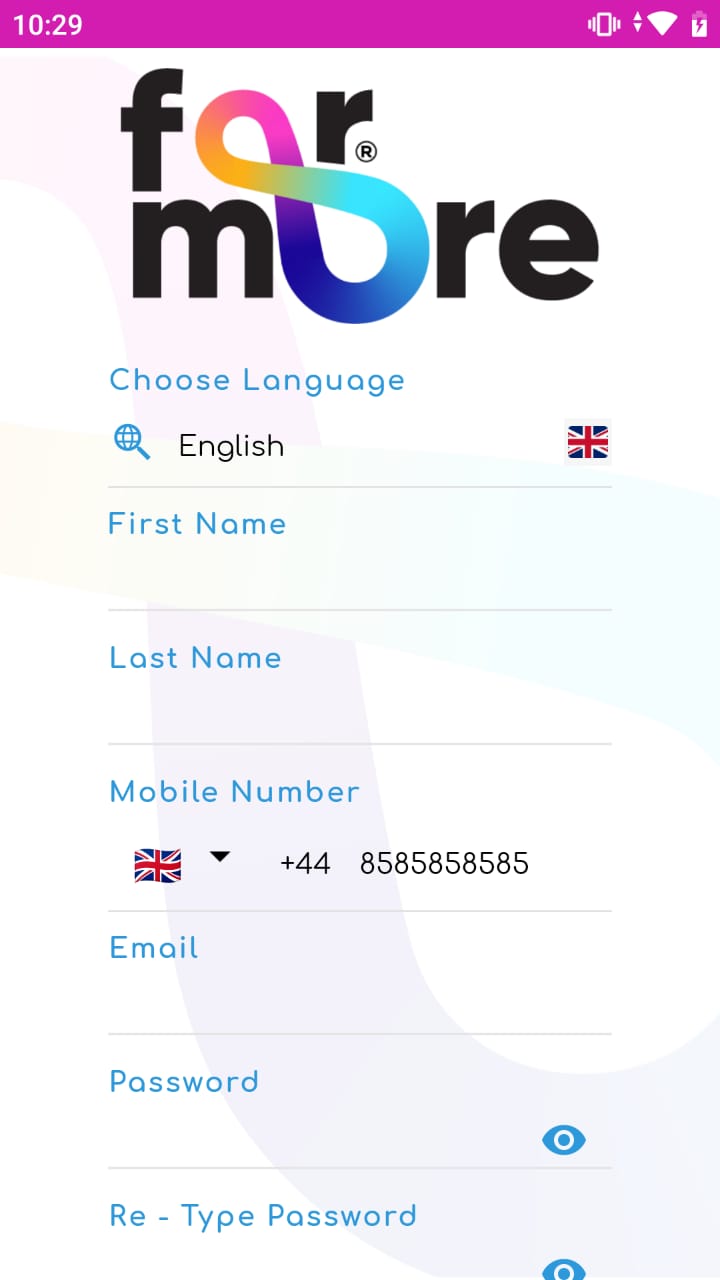 10:29
for®
more
Choose Language
English
First Name
Last Name
Mobile Number
+44 8585858585
Email
Password
Re - Type Password